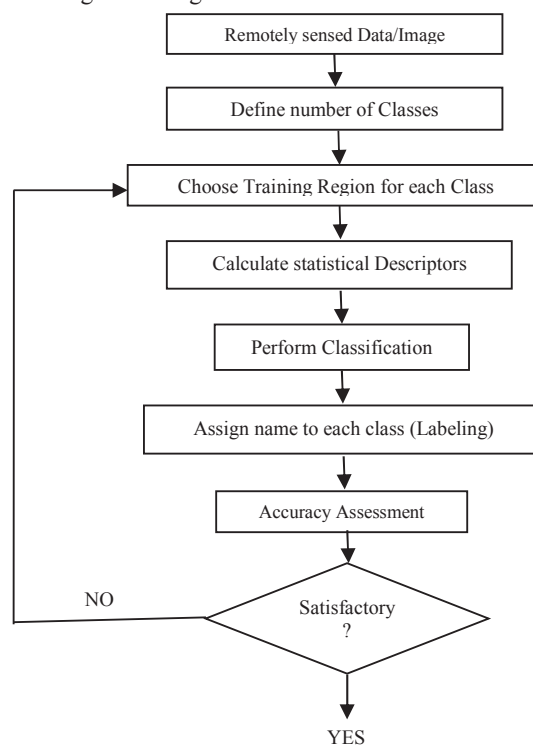 Remotely sensed Data/Image
Define number of Classes
Choose Training Region for each Class
Calculate statistical Descriptors
Perform Classification
Assign name to each class (Labeling)
Accuracy Assessment
Satisfactory
?
NO
YES